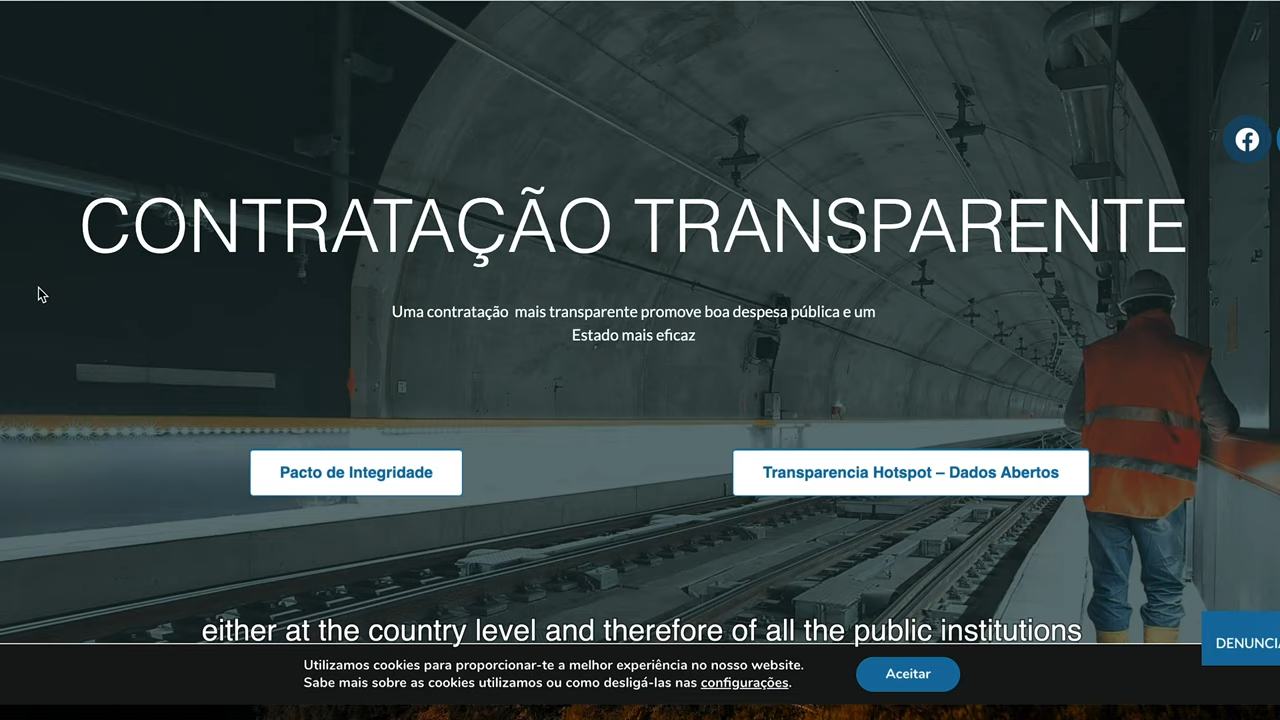 CONTRATAÇÃO TRANSPARENTE
Uma contratação mais transparente promove boa despesa pública e um
Estado mais eficaz
Pacto de Integridade
Transparencia Hotspot – Dados Abertos
either at the country level and therefore of all the public institutions
DENUNCIA
Utilizamos cookies para proporcionar-te a melhor experiência no nosso website.
Sabe mais sobre as cookies utilizamos ou como desligá-las nas configurações.
Aceitar